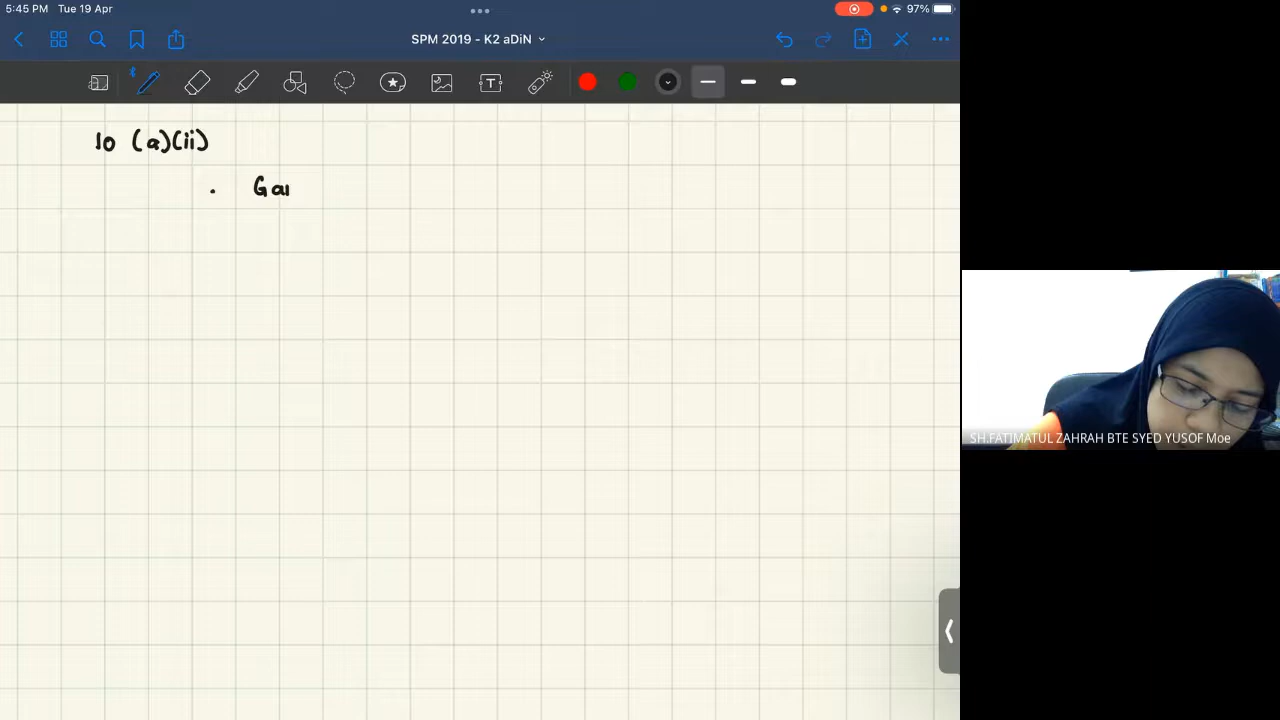 5:45 PM Tue 19 Apr
97%
SPM 2019 - K2 aDiN
T
10 (a)(ii)
. Gar
SH.FATIMATUL ZAHRAH BTE SYED YUSOF Moe